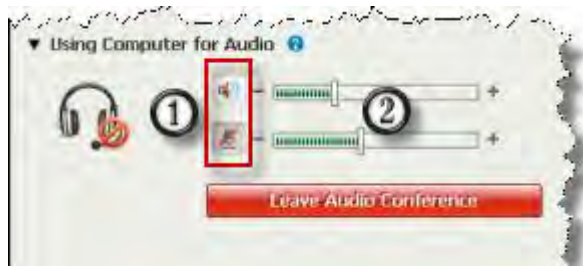 Using Computer for Audio ?
1
- 2 +
- +
Leave Audio Conference